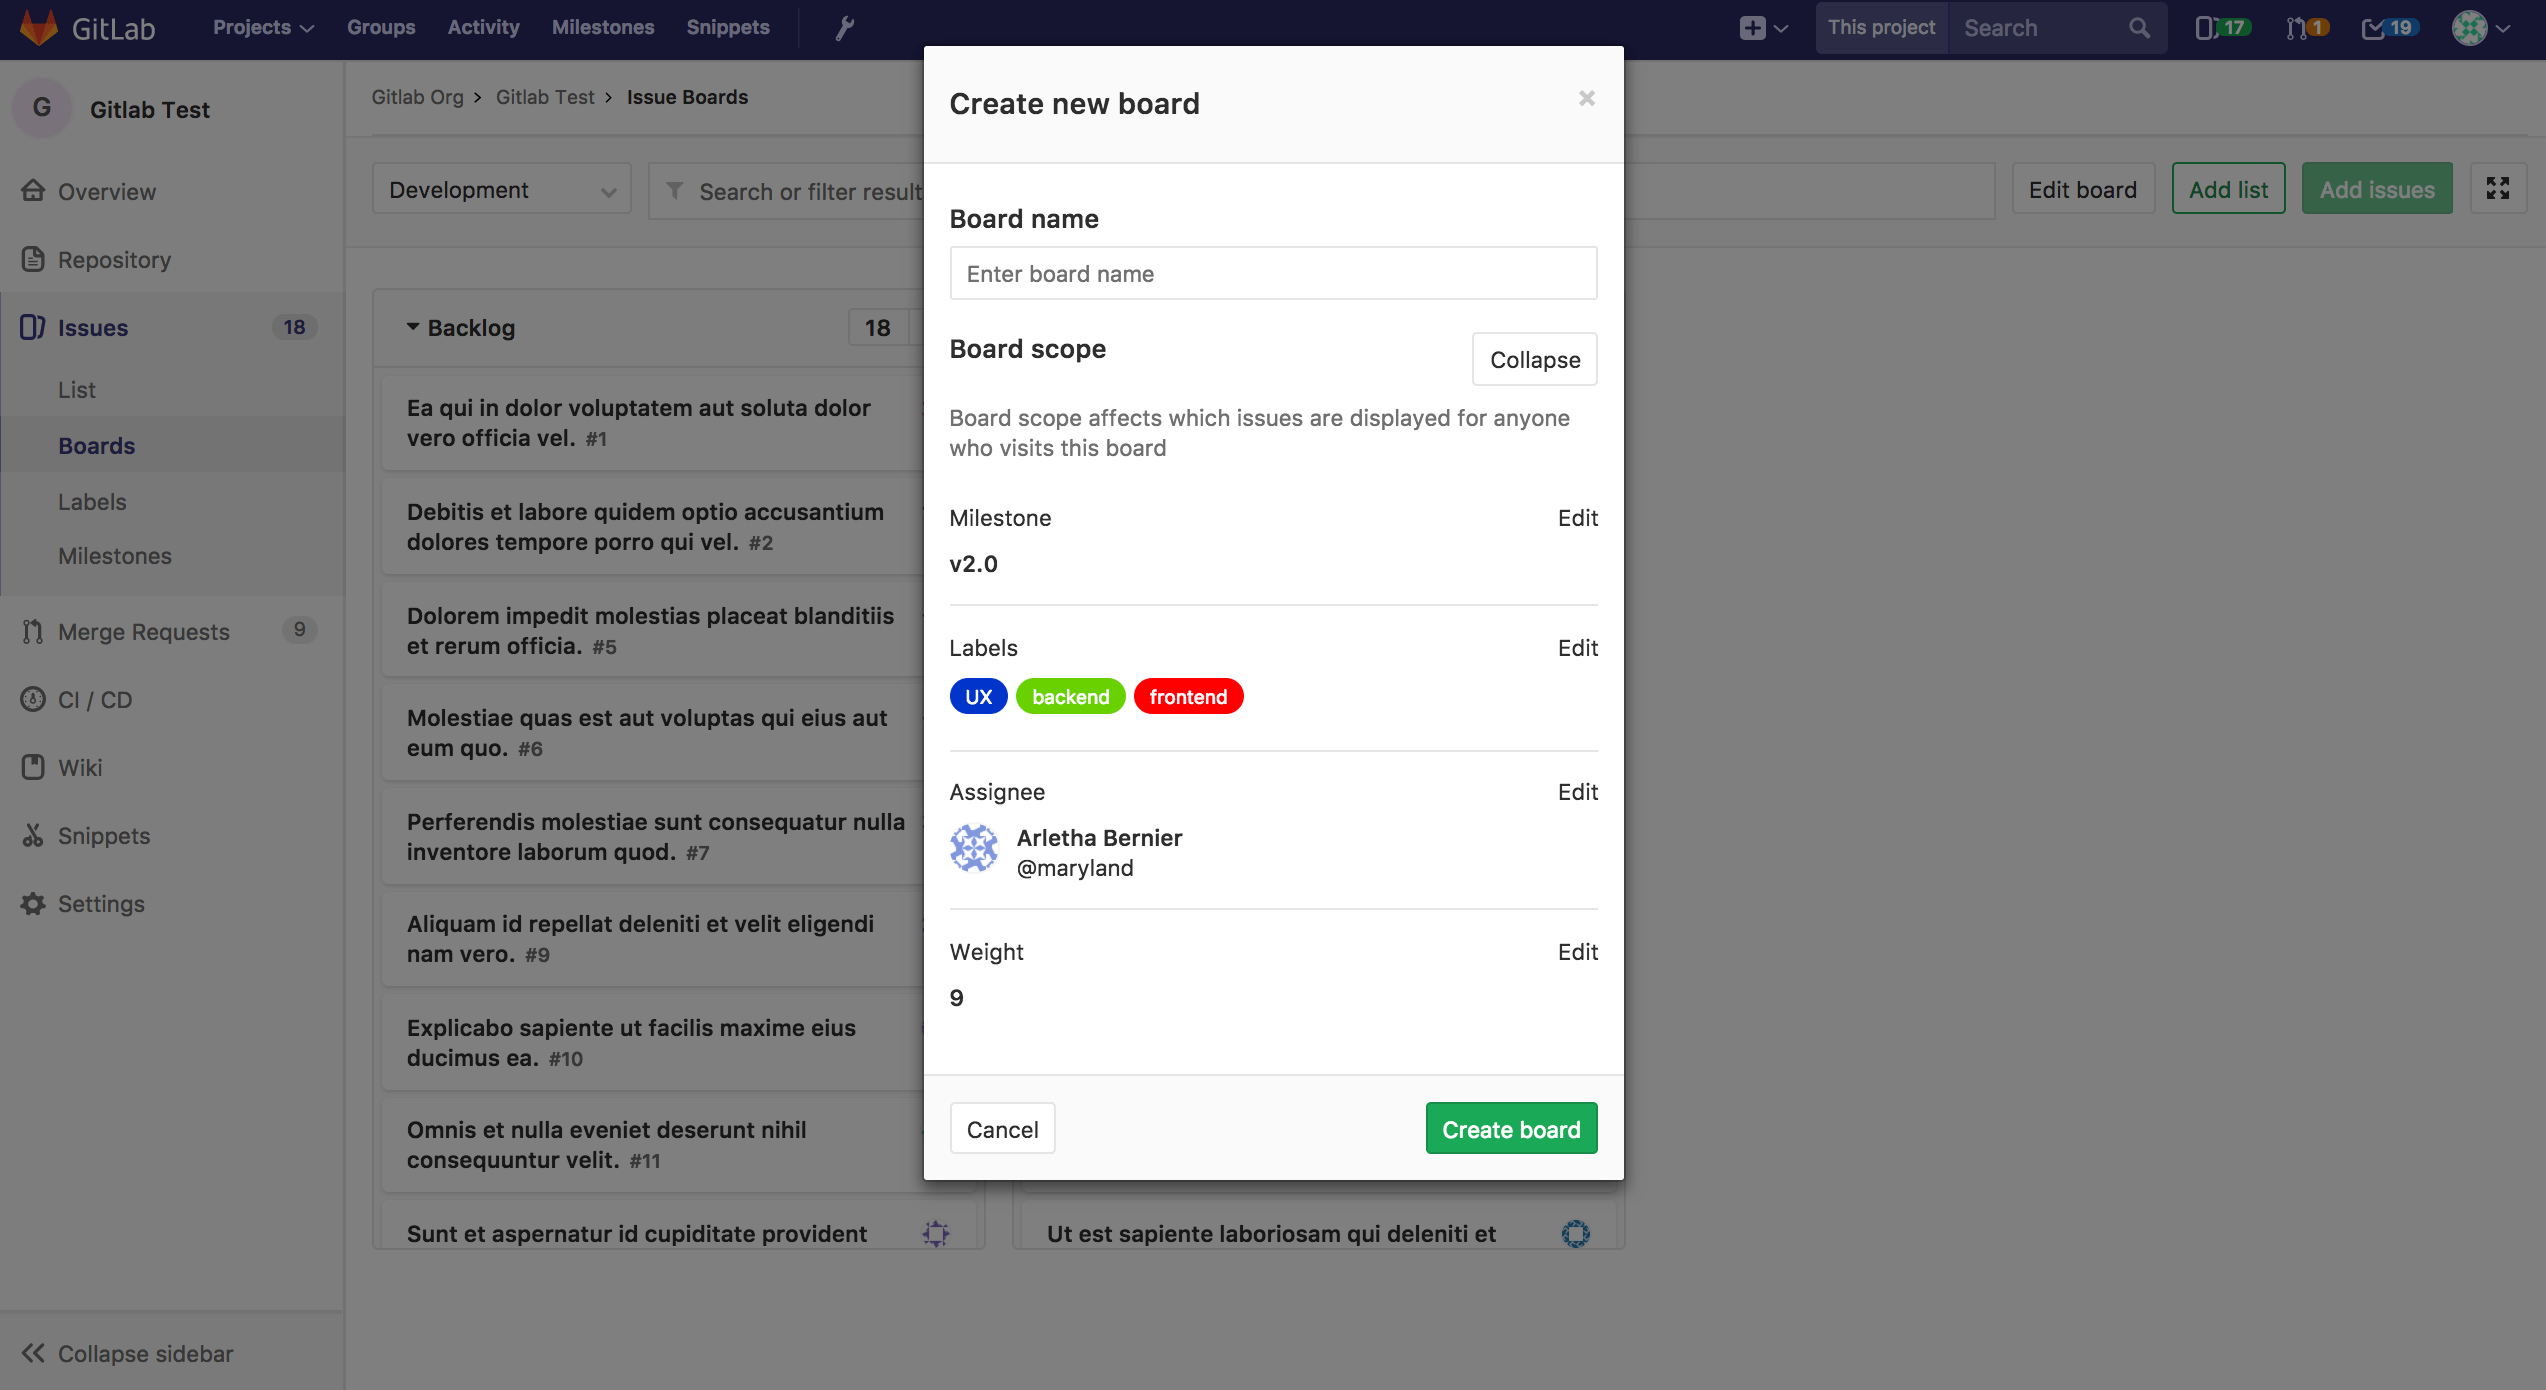 GitLab
Projects
Groups
Activity
Milestones
Snippets
This project
Search
17
1
19
G
Gitlab Test
Overview
Repository
Issues
18
List
Boards
Labels
Milestones
Merge Requests
9
CI / CD
Wiki
Snippets
Settings
Collapse sidebar
Gitlab Org > Gitlab Test > Issue Boards
Development
Search or filter result
Edit board
Add list
Add issues
Backlog
18
Ea qui in dolor voluptatem aut soluta dolor
vero officia vel. #1
Debitis et labore quidem optio accusantium
dolores tempore porro qui vel. #2
Dolorem impedit molestias placeat blanditiis
et rerum officia. #5
Molestiae quas est aut voluptas qui eius aut
eum quo. #6
Perferendis molestiae sunt consequatur nulla
inventore laborum quod. #7
Aliquam id repellat deleniti et velit eligendi
nam vero. #9
Explicabo sapiente ut facilis maxime eius
ducimus ea. #10
Omnis et nulla eveniet deserunt nihil
consequuntur velit. #11
Sunt et aspernatur id cupiditate provident
Ut est sapiente laboriosam qui deleniti et
Create new board
×
Board name
Enter board name
Board scope
Collapse
Board scope affects which issues are displayed for anyone
who visits this board
Milestone
Edit
v2.0
Labels
Edit
UX
backend
frontend
Assignee
Edit
Arletha Bernier
@maryland
Weight
Edit
9
Cancel
Create board